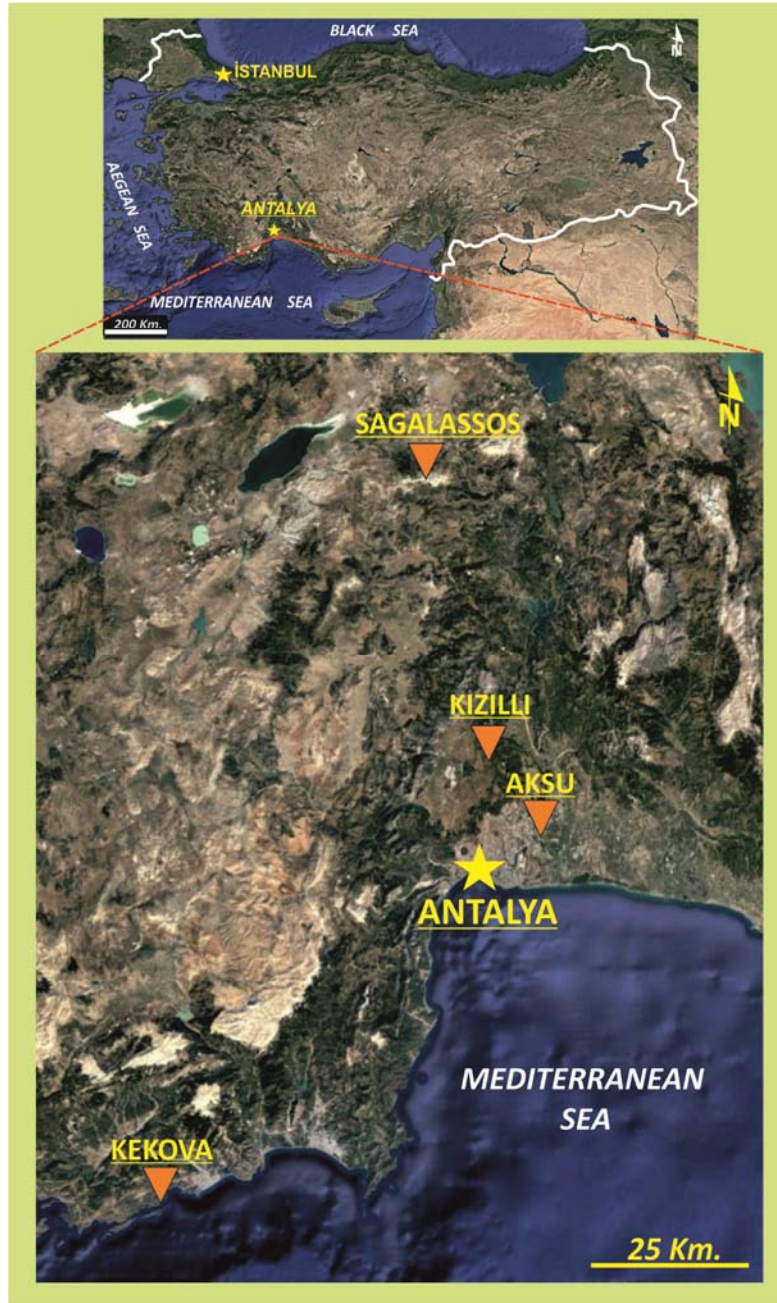 BLACK SEA
N
İSTANBUL
AEGEAN SEA
ANTALYA
MEDITERRANEAN SEA
200 Km.
N
SAGALASSOS
KIZILLI
AKSU
ANTALYA
MEDITERRANEAN
SEA
KEKOVA
25 Km.